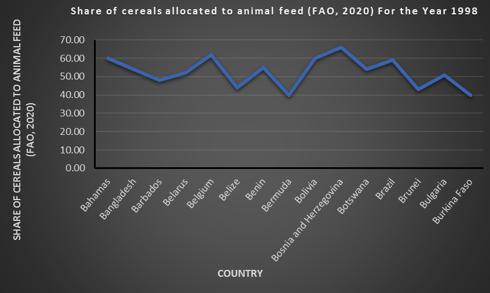 Share of cereals allocated to animal feed (FAO, 2020) For the Year 1998
SHARE OF CEREALS ALLOCATED TO ANIMAL FEED
(FAO, 2020)
70.00
60.00
50.00
40.00
30.00
20.00
10.00
0.00
Bahamas
Bangladesh
Barbados
Belarus
Belgium
Belize
Benin
Bermuda
Bolivia
Bosnia and Herzegovina
Botswana
Brazil
Brunei
Bulgaria
Burkina Faso
COUNTRY